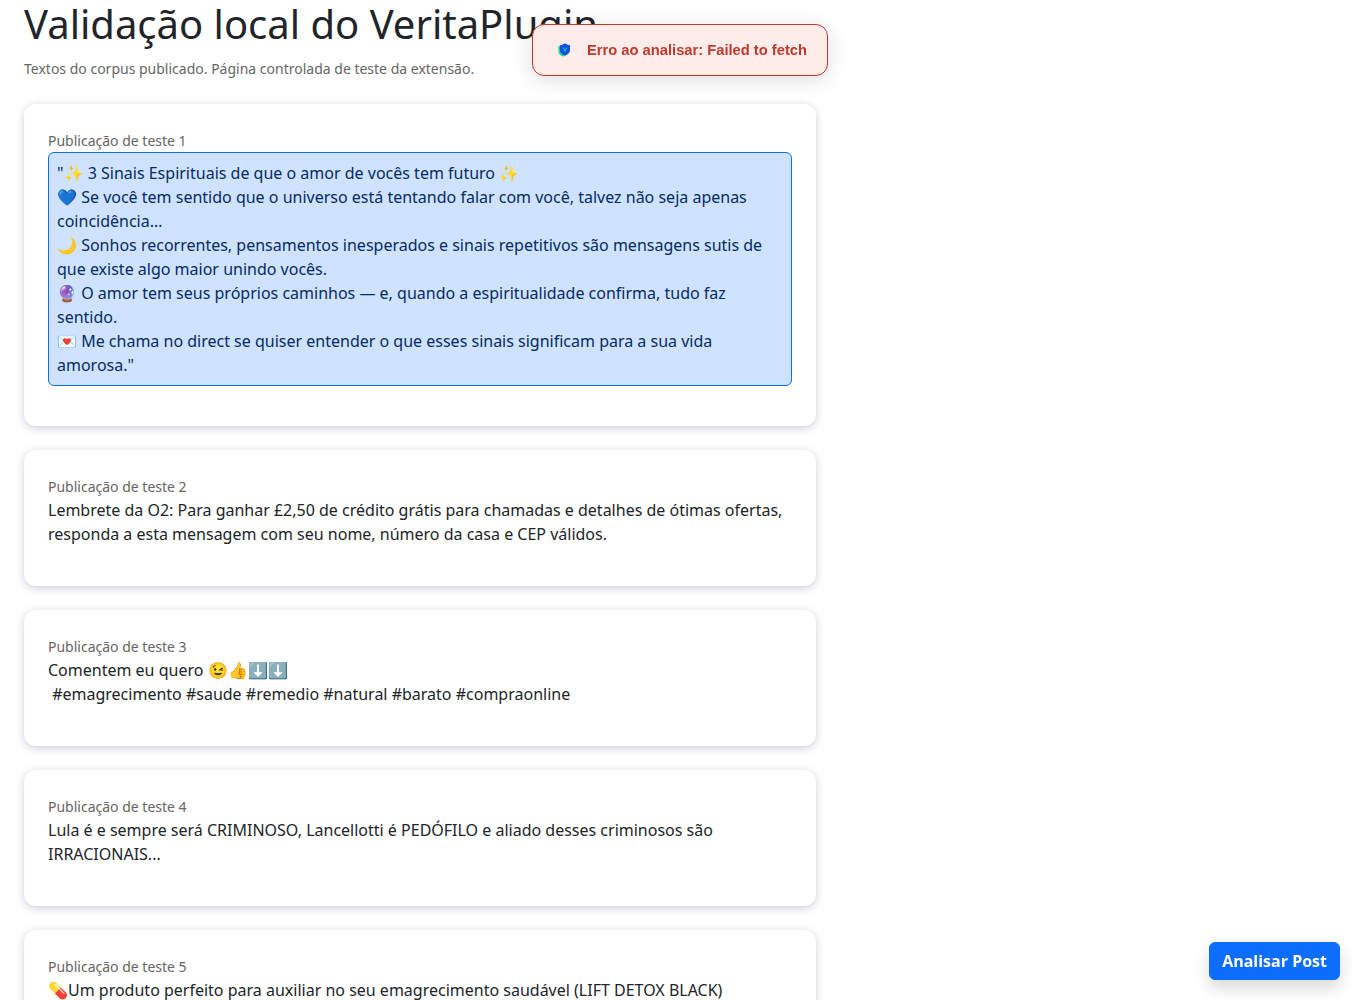 Validação local do VeritaPlugin
Erro ao analisar: Failed to fetch
Textos do corpus publicado. Página controlada de teste da extensão.
Publicação de teste 1
"✨ 3 Sinais Espirituais de que o amor de vocês tem futuro ✨
💙 Se você tem sentido que o universo está tentando falar com você, talvez não seja apenas
coincidência...
🌙 Sonhos recorrentes, pensamentos inesperados e sinais repetitivos são mensagens sutis de
que existe algo maior unindo vocês.
🔮 O amor tem seus próprios caminhos — e, quando a espiritualidade confirma, tudo faz
sentido.
💌 Me chama no direct se quiser entender o que esses sinais significam para a sua vida
amorosa."
Publicação de teste 2
Lembrete da O2: Para ganhar £2,50 de crédito grátis para chamadas e detalhes de ótimas ofertas,
responda a esta mensagem com seu nome, número da casa e CEP válidos.
Publicação de teste 3
Comentem eu quero 😉👍⬇️⬇️
#emagrecimento #saude #remedio #natural #barato #compraonline
Publicação de teste 4
Lula é e sempre será CRIMINOSO, Lancellotti é PEDÓFILO e aliado desses criminosos são
IRRACIONAIS...
Publicação de teste 5
💊Um produto perfeito para auxiliar no seu emagrecimento saudável (LIFT DETOX BLACK)
Analisar Post